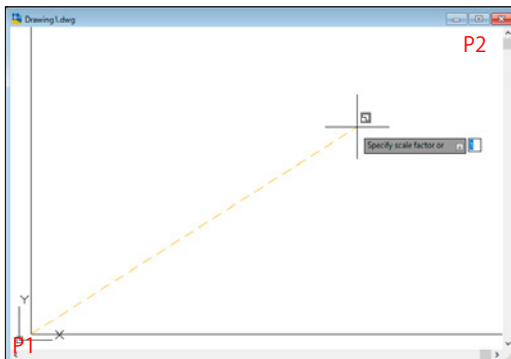 Drawing1.dwg
P2
Specify scale factor or
Y
X
P1